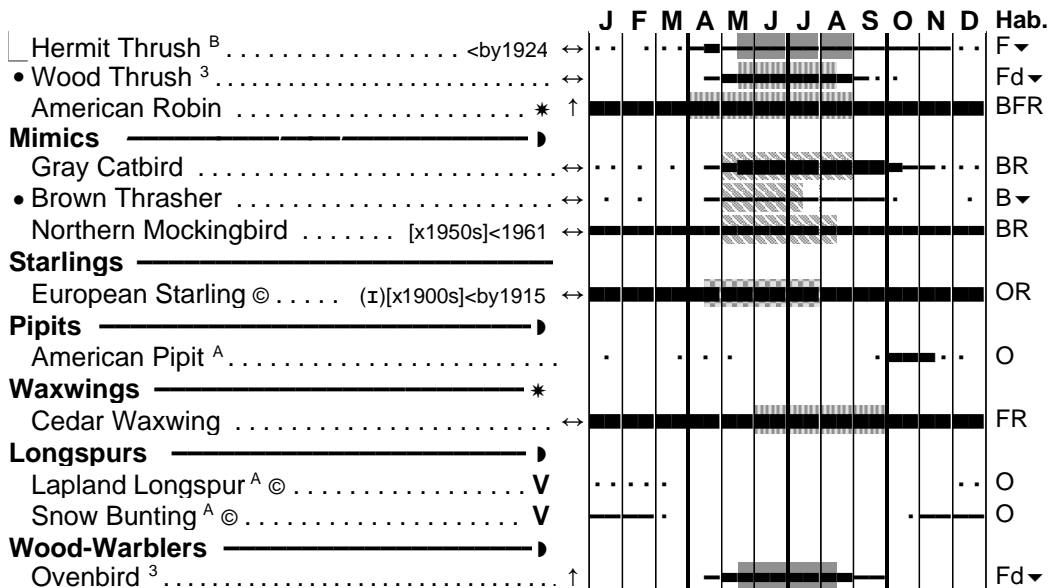 J F M A M J J A S O N D Hab.
Hermit Thrush ᴮ . . . . . . . . . . . . . . . . . <by1924 ↔ F▾
• Wood Thrush ³ . . . . . . . . . . . . . . . . . . . . . . . . ↔ Fd▾
American Robin . . . . . . . . . . . . . . . . . . . . . ✷ ↑ BFR
Mimics ◗
Gray Catbird . . . . . . . . . . . . . . . . . . . . . . . . . . ↔ BR
• Brown Thrasher . . . . . . . . . . . . . . . . . . . . . . . ↔ B▾
Northern Mockingbird . . . . . . . [x1950s]<1961 ↔ BR
Starlings
European Starling © . . . . . (ɪ)[x1900s]<by1915 ↔ OR
Pipits ◗
American Pipit ᴬ . . . . . . . . . . . . . . . . . . . . . . . . O
Waxwings ✷
Cedar Waxwing . . . . . . . . . . . . . . . . . . . . . . . ↔ FR
Longspurs ◗
Lapland Longspur ᴬ © . . . . . . . . . . . . . . . . . V O
Snow Bunting ᴬ © . . . . . . . . . . . . . . . . . . . . V O
Wood-Warblers ◗
Ovenbird ³ . . . . . . . . . . . . . . . . . . . . . . . . . . . . ↑ Fd▾